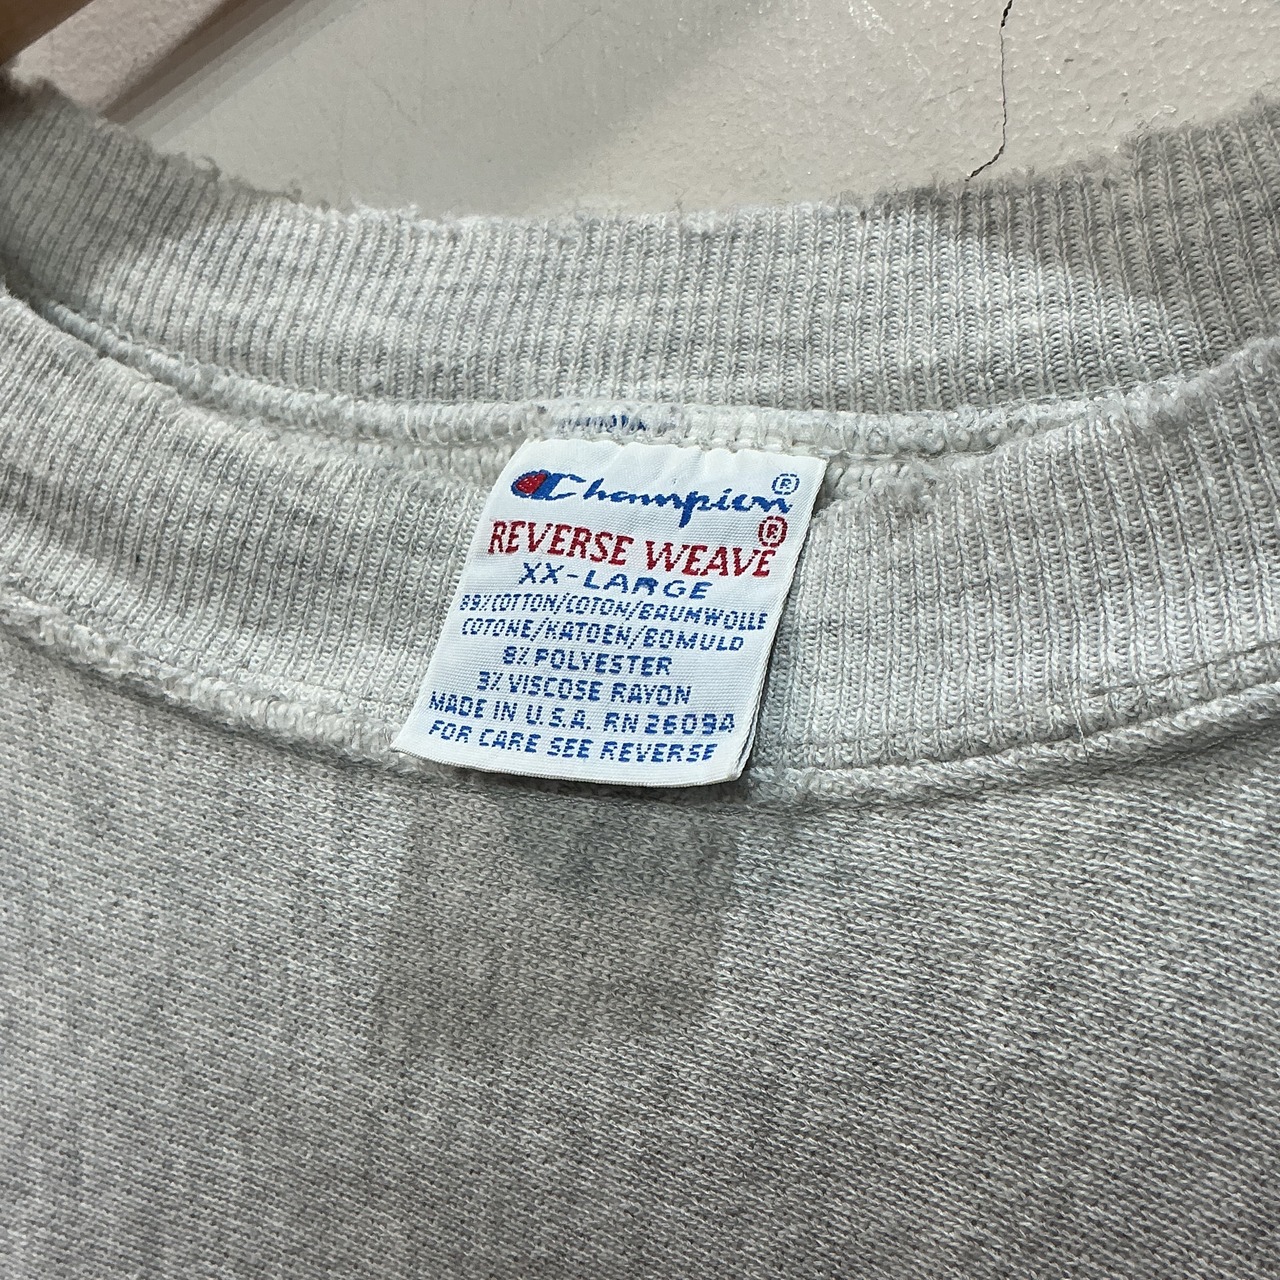 Champion®
REVERSE WEAVE®
XX-LARGE
89% COTTON/COTON/BAUMWOLLE
COTONE/KATOEN/BOMULD
8% POLYESTER
3% VISCOSE RAYON
MADE IN U.S.A. RN 26094
FOR CARE SEE REVERSE